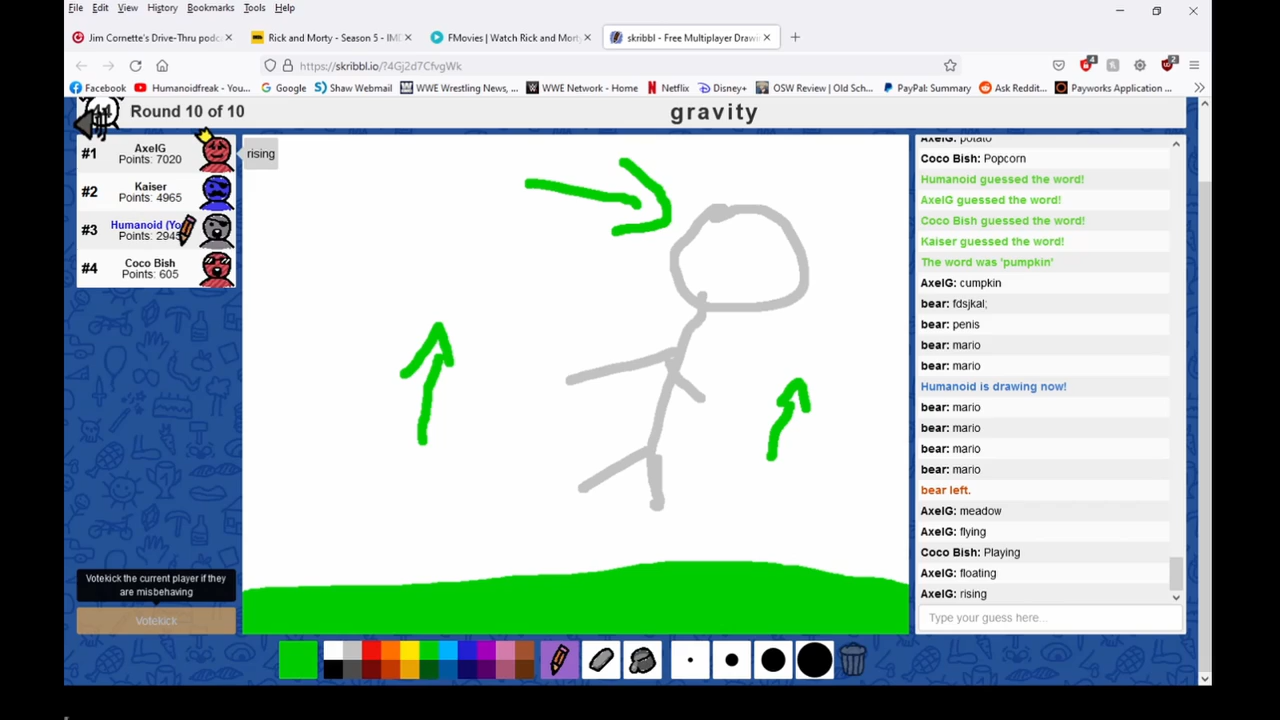 File Edit View History Bookmarks Tools Help
Jim Cornette's Drive-Thru podc Rick and Morty - Season 5 - IM FMovies | Watch Rick and Mort skribbl - Free Multiplayer Drawi
https://skribbl.io/?4Gj2d7CfvgWk
Facebook Humanoidfreak - You... Google Shaw Webmail WWE Wrestling News, ... WWE Network - Home Netflix Disney+ OSW Review | Old Sch... PayPal: Summary Ask Reddit... Payworks Application ...
Round 10 of 10
gravity
#1 AxelG
Points: 7020
rising
#2 Kaiser
Points: 4965
#3 Humanoid (Yo
Points: 2945
#4 Coco Bish
Points: 605
Votekick the current player if they
are misbehaving
Votekick
AxelG: potato
Coco Bish: Popcorn
Humanoid guessed the word!
AxelG guessed the word!
Coco Bish guessed the word!
Kaiser guessed the word!
The word was 'pumpkin'
AxelG: cumpkin
bear: fdsjkal;
bear: penis
bear: mario
bear: mario
Humanoid is drawing now!
bear: mario
bear: mario
bear: mario
bear: mario
bear left.
AxelG: meadow
AxelG: flying
Coco Bish: Playing
AxelG: floating
AxelG: rising
Type your guess here...